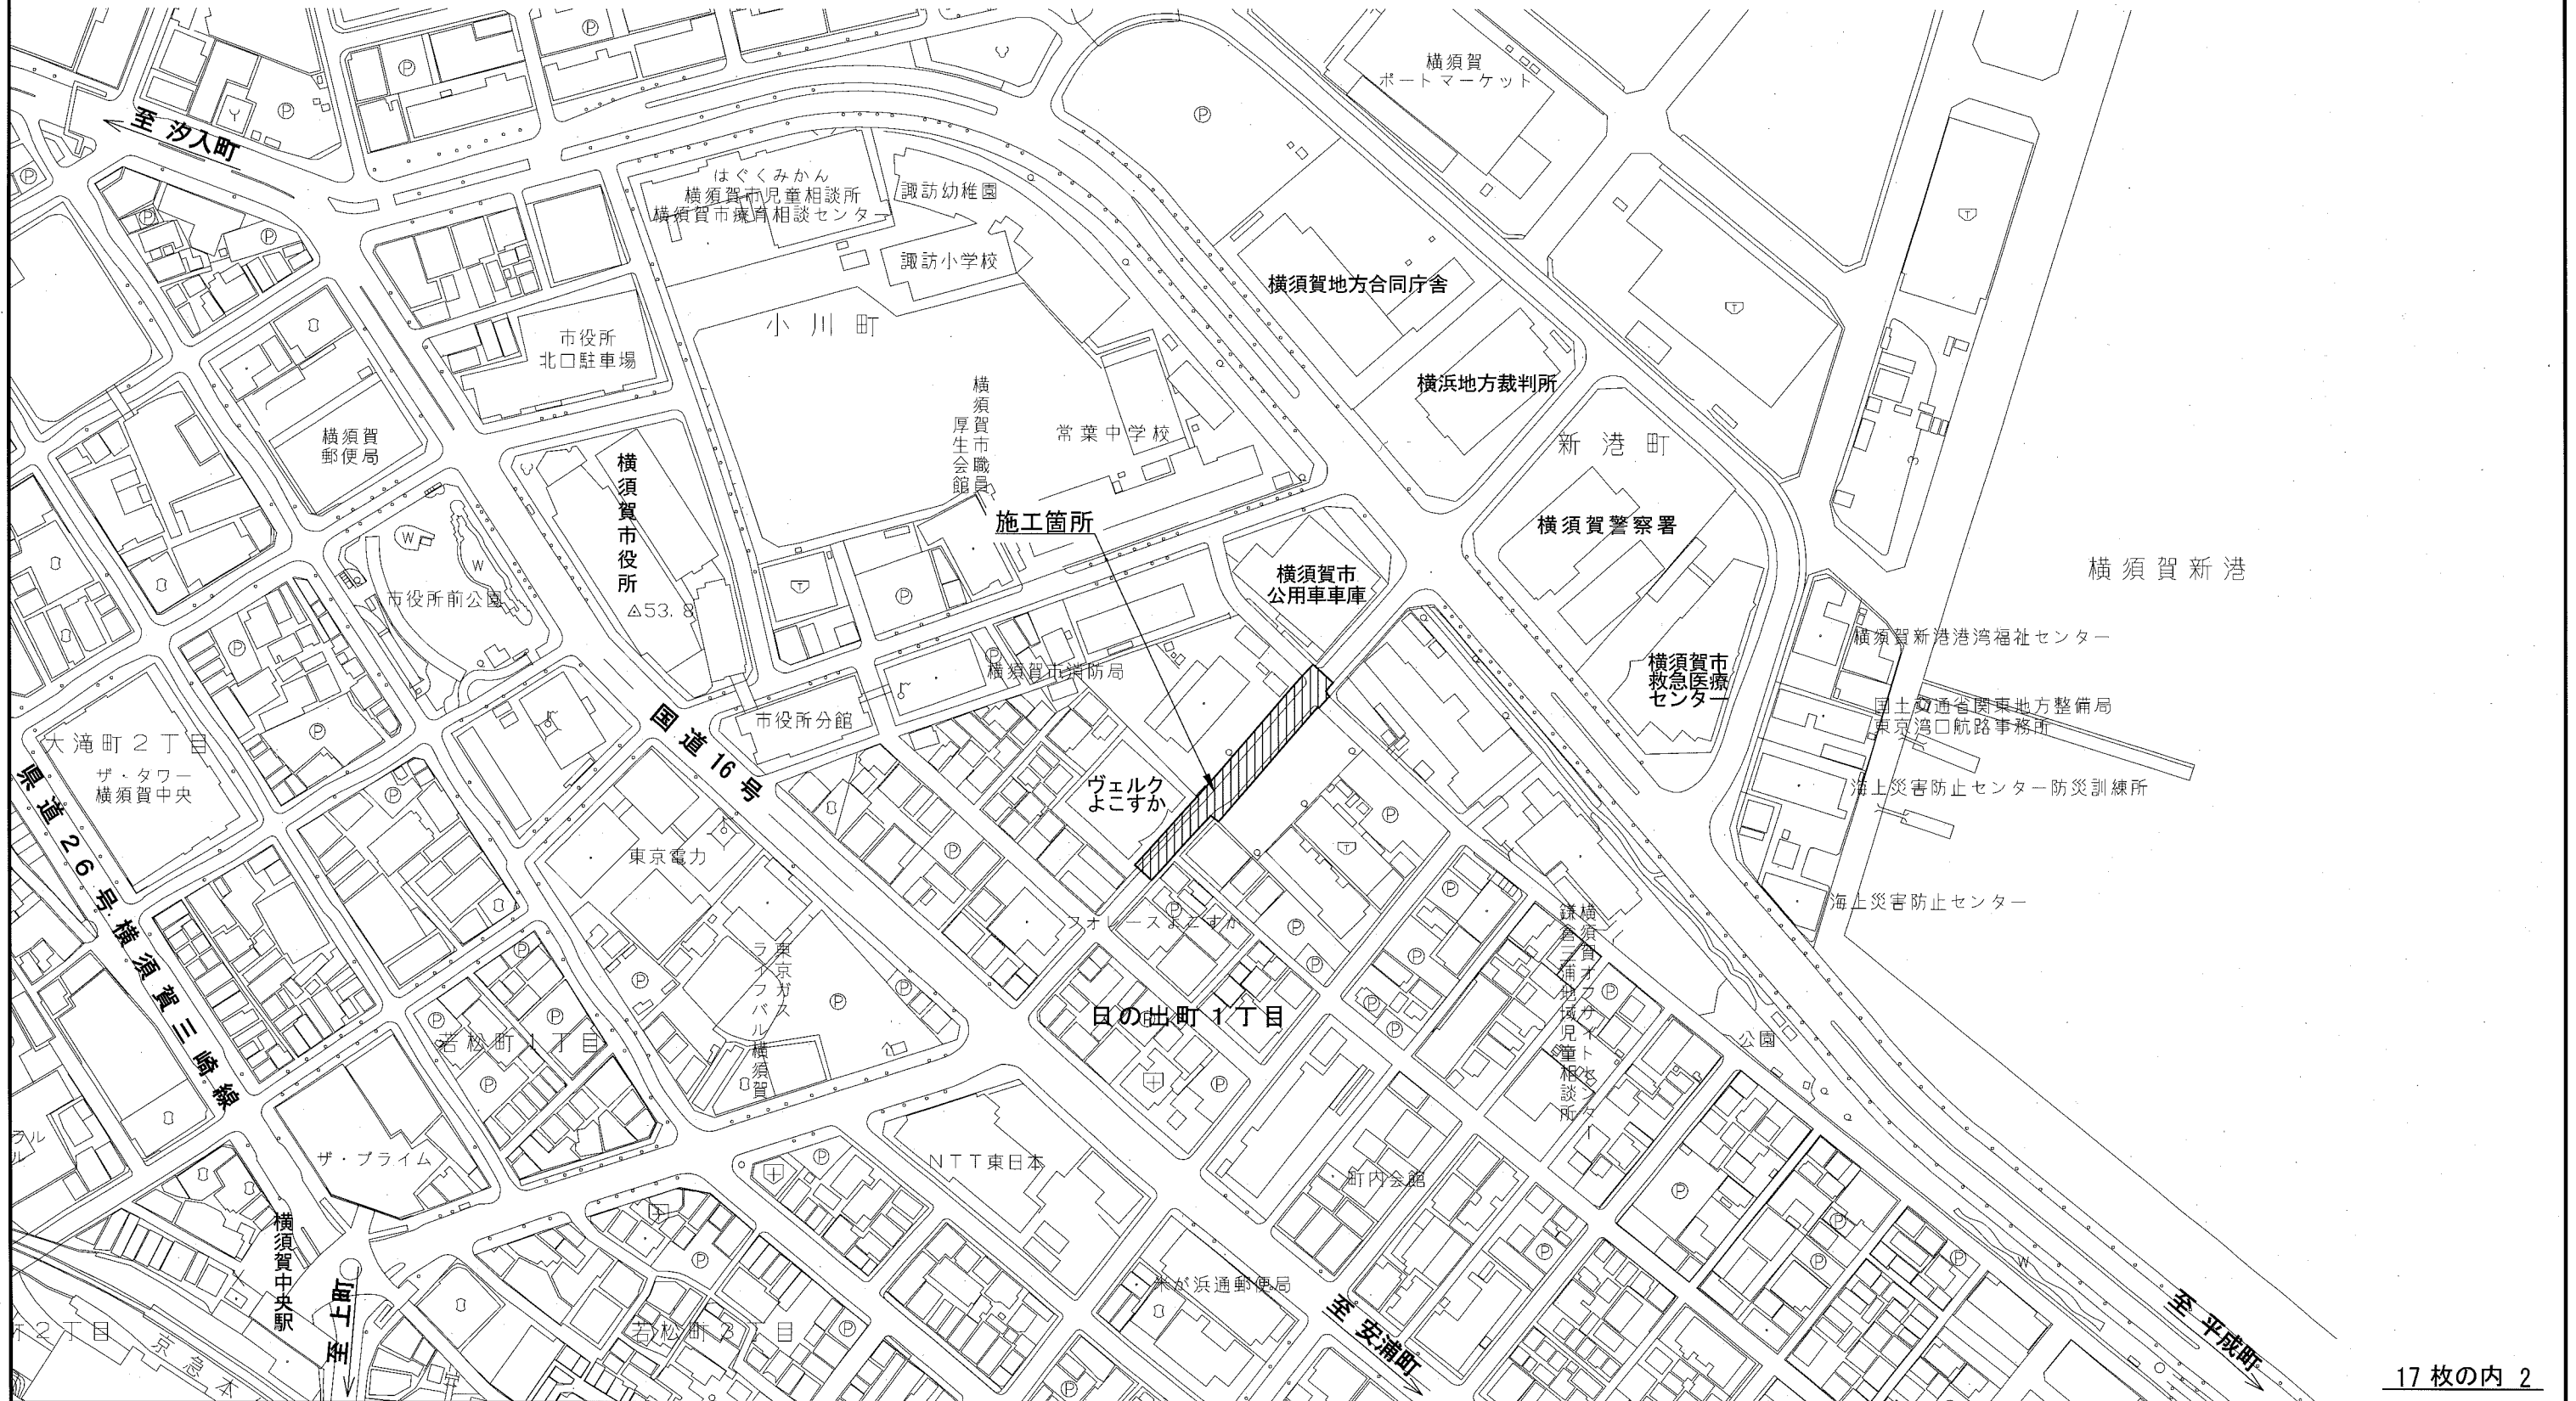 横須賀
ポートマーケット
至 汐入町
はぐくみかん
横須賀市児童相談所
横須賀市療育相談センター
諏訪幼稚園
諏訪小学校
横須賀地方合同庁舎
小川町
市役所
北口駐車場
横浜地方裁判所
横須賀市職員
厚生会館
常葉中学校
新港町
横須賀
郵便局
横須賀市役所
施工箇所
横須賀警察署
横須賀市
公用車車庫
横須賀新港
市役所前公園
53.8
横須賀新港港湾福祉センター
横須賀市消防局
横須賀市
救急医療
センター
国土交通省関東地方整備局
東京湾口航路事務所
市役所分館
国道16号
大滝町2丁目
ザ・タワー
横須賀中央
ヴェルク
よこすか
海上災害防止センター防災訓練所
県道26号横須賀三崎線
東京電力
海上災害防止センター
フォレースよこすか
横須賀オフサイトセンター
鎌倉三浦地域児童相談所
東京ガス
ライフバル横須賀
日の出町1丁目
若松町1丁目
公園
ザ・プライム
NTT東日本
町内会館
横須賀中央駅
至 上町
米が浜通郵便局
至 安浦町
至 平成町
町2丁目
京急本
若松町3丁目
17枚の内 2